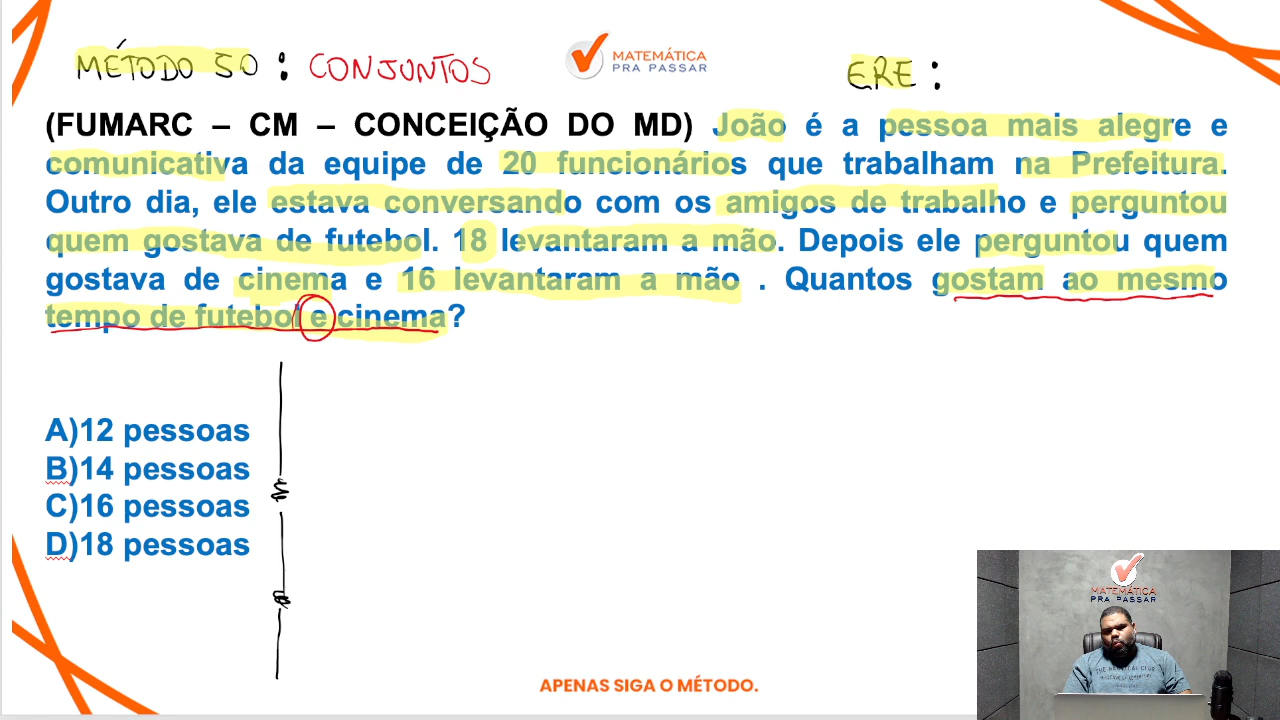 MÉTODO 50 : CONJUNTOS
MATEMÁTICA
PRA PASSAR
ERE :
(FUMARC – CM – CONCEIÇÃO DO MD) João é a pessoa mais alegre e
comunicativa da equipe de 20 funcionários que trabalham na Prefeitura.
Outro dia, ele estava conversando com os amigos de trabalho e perguntou
quem gostava de futebol. 18 levantaram a mão. Depois ele perguntou quem
gostava de cinema e 16 levantaram a mão . Quantos gostam ao mesmo
tempo de futebol e cinema?
A)12 pessoas
B)14 pessoas
C)16 pessoas
D)18 pessoas
MATEMÁTICA
PRA PASSAR
APENAS SIGA O MÉTODO.